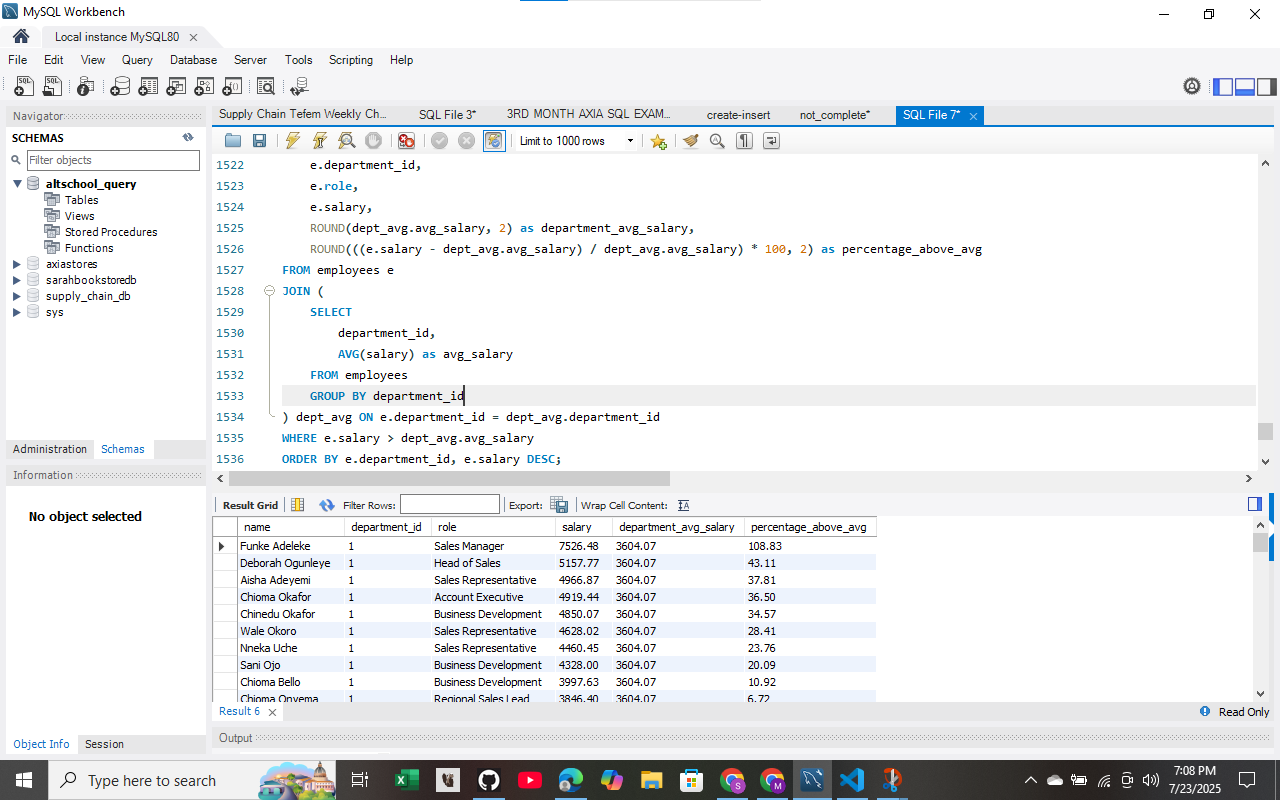 MySQL Workbench
Local instance MySQL80
File Edit View Query Database Server Tools Scripting Help
Navigator
SCHEMAS
Filter objects
altschool_query
Tables
Views
Stored Procedures
Functions
axiastores
sarahbookstoredb
supply_chain_db
sys
Administration Schemas
Information
No object selected
Object Info Session
Supply Chain Tefem Weekly Ch... SQL File 3* 3RD MONTH AXIA SQL EXAM... create-insert not_complete* SQL File 7*
Limit to 1000 rows
1522 e.department_id,
1523 e.role,
1524 e.salary,
1525 ROUND(dept_avg.avg_salary, 2) as department_avg_salary,
1526 ROUND(((e.salary - dept_avg.avg_salary) / dept_avg.avg_salary) * 100, 2) as percentage_above_avg
1527 FROM employees e
1528 JOIN (
1529 SELECT
1530 department_id,
1531 AVG(salary) as avg_salary
1532 FROM employees
1533 GROUP BY department_id
1534 ) dept_avg ON e.department_id = dept_avg.department_id
1535 WHERE e.salary > dept_avg.avg_salary
1536 ORDER BY e.department_id, e.salary DESC;
Result Grid Filter Rows: Export: Wrap Cell Content:
name department_id role salary department_avg_salary percentage_above_avg
Funke Adeleke 1 Sales Manager 7526.48 3604.07 108.83
Deborah Ogunleye 1 Head of Sales 5157.77 3604.07 43.11
Aisha Adeyemi 1 Sales Representative 4966.87 3604.07 37.81
Chioma Okafor 1 Account Executive 4919.44 3604.07 36.50
Chinedu Okafor 1 Business Development 4850.07 3604.07 34.57
Wale Okoro 1 Sales Representative 4628.02 3604.07 28.41
Nneka Uche 1 Sales Representative 4460.45 3604.07 23.76
Sani Ojo 1 Business Development 4328.00 3604.07 20.09
Chioma Bello 1 Business Development 3997.63 3604.07 10.92
Chioma Onyema 1 Regional Sales Lead 3846.40 3604.07 6.72
Result 6 Read Only
Output
Type here to search
7:08 PM
7/23/2025